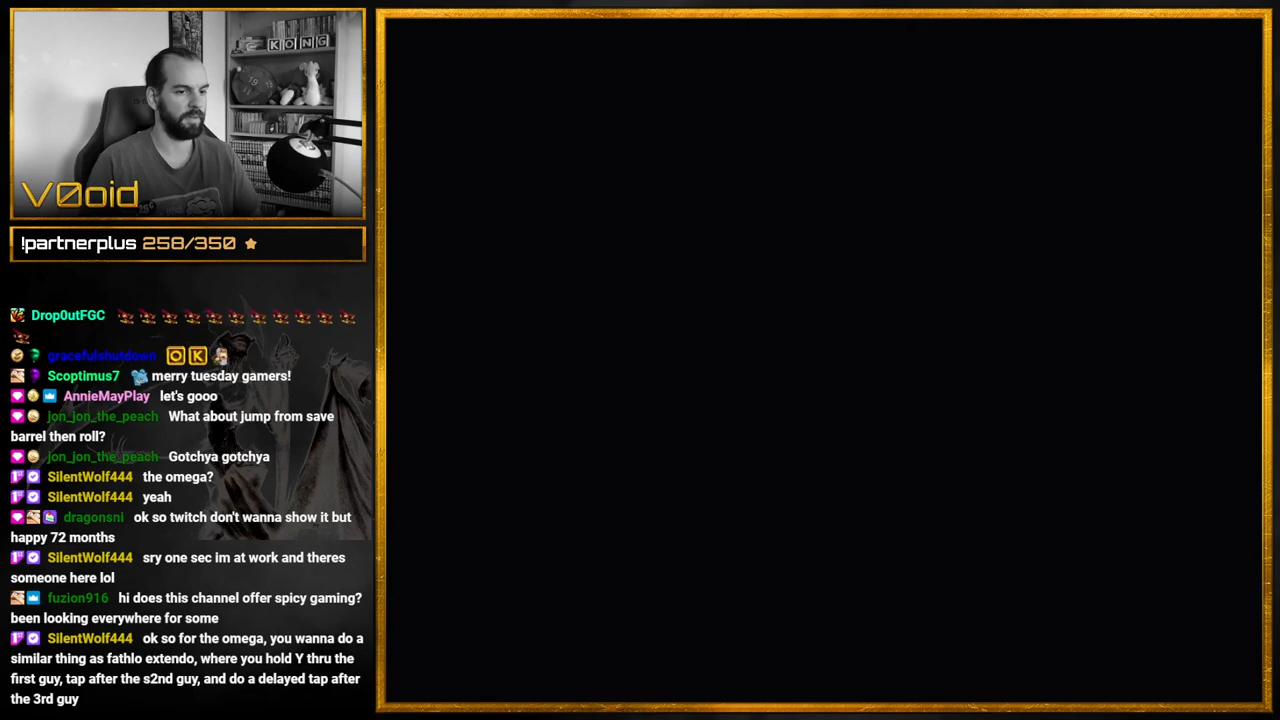 KONG
19
V0oid
!partnerplus 258/350
Drop0utFGC
gracefulshutdown OK
Scoptimus7 merry tuesday gamers!
AnnieMayPlay let's gooo
jon_jon_the_peach What about jump from save
barrel then roll?
jon_jon_the_peach Gotchya gotchya
SilentWolf444 the omega?
SilentWolf444 yeah
dragonsni ok so twitch don't wanna show it but
happy 72 months
SilentWolf444 sry one sec im at work and theres
someone here lol
fuzion916 hi does this channel offer spicy gaming?
been looking everywhere for some
SilentWolf444 ok so for the omega, you wanna do a
similar thing as fathlo extendo, where you hold Y thru the
first guy, tap after the s2nd guy, and do a delayed tap after
the 3rd guy